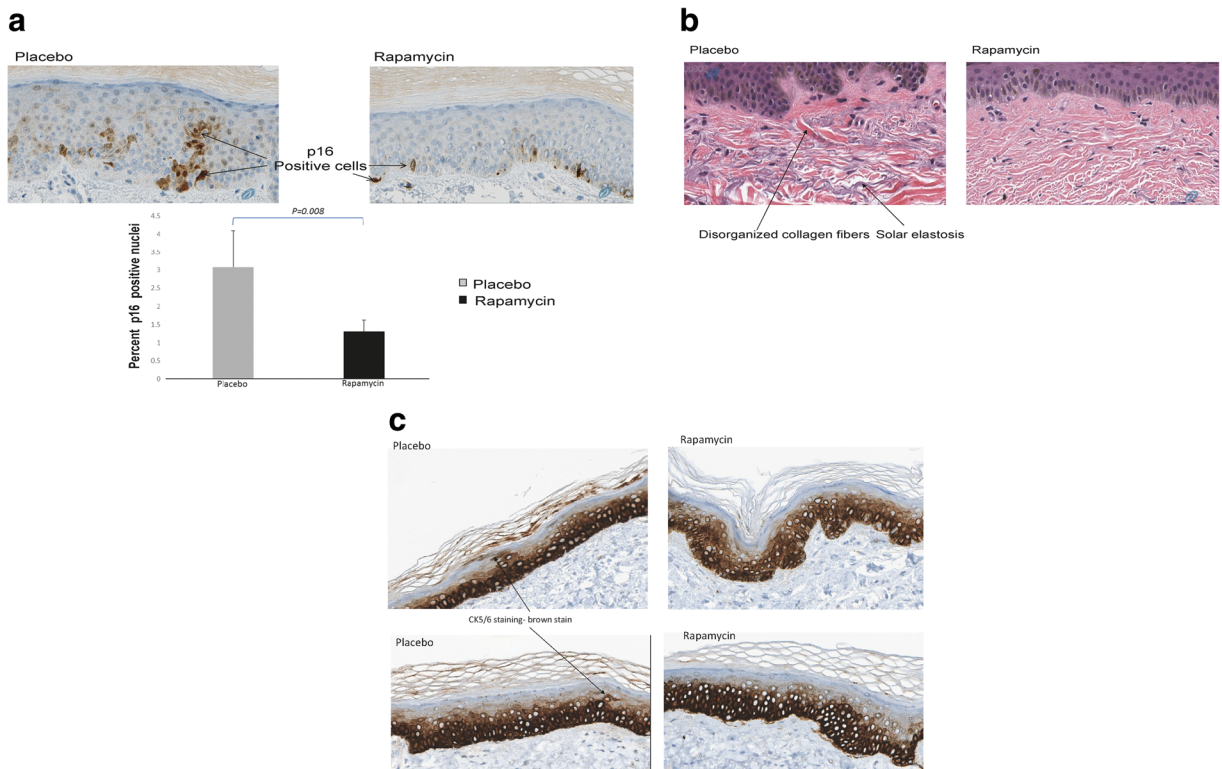 a
Placebo
Rapamycin
p16
Positive cells
P=0.008
Percent p16 positive nuclei
4.5
4
3.5
3
2.5
2
1.5
1
0.5
0
Placebo
Rapamycin
Placebo
Rapamycin
b
Placebo
Rapamycin
Disorganized collagen fibers
Solar elastosis
c
Placebo
Rapamycin
CK5/6 staining- brown stain
Placebo
Rapamycin